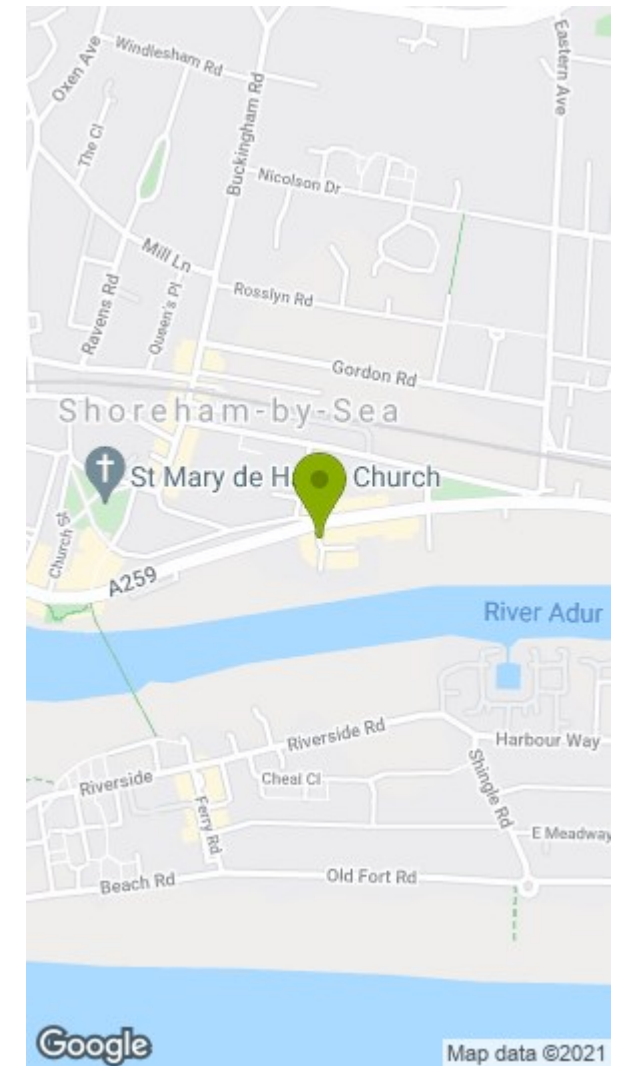 Oxen Ave
Windlesham Rd
Eastern Ave
The Cl
Buckingham Rd
Nicolson Dr
Mill Ln
Ravens Rd
Queen's Pl
Rosslyn Rd
Gordon Rd
Shoreham-by-Sea
St Mary de Church
Church St
A259
River Adur
Riverside Rd
Harbour Way
Riverside
Cheal Cl
Shingle Rd
Ferry Rd
E Meadway
Beach Rd
Old Fort Rd
Google
Map data ©2021